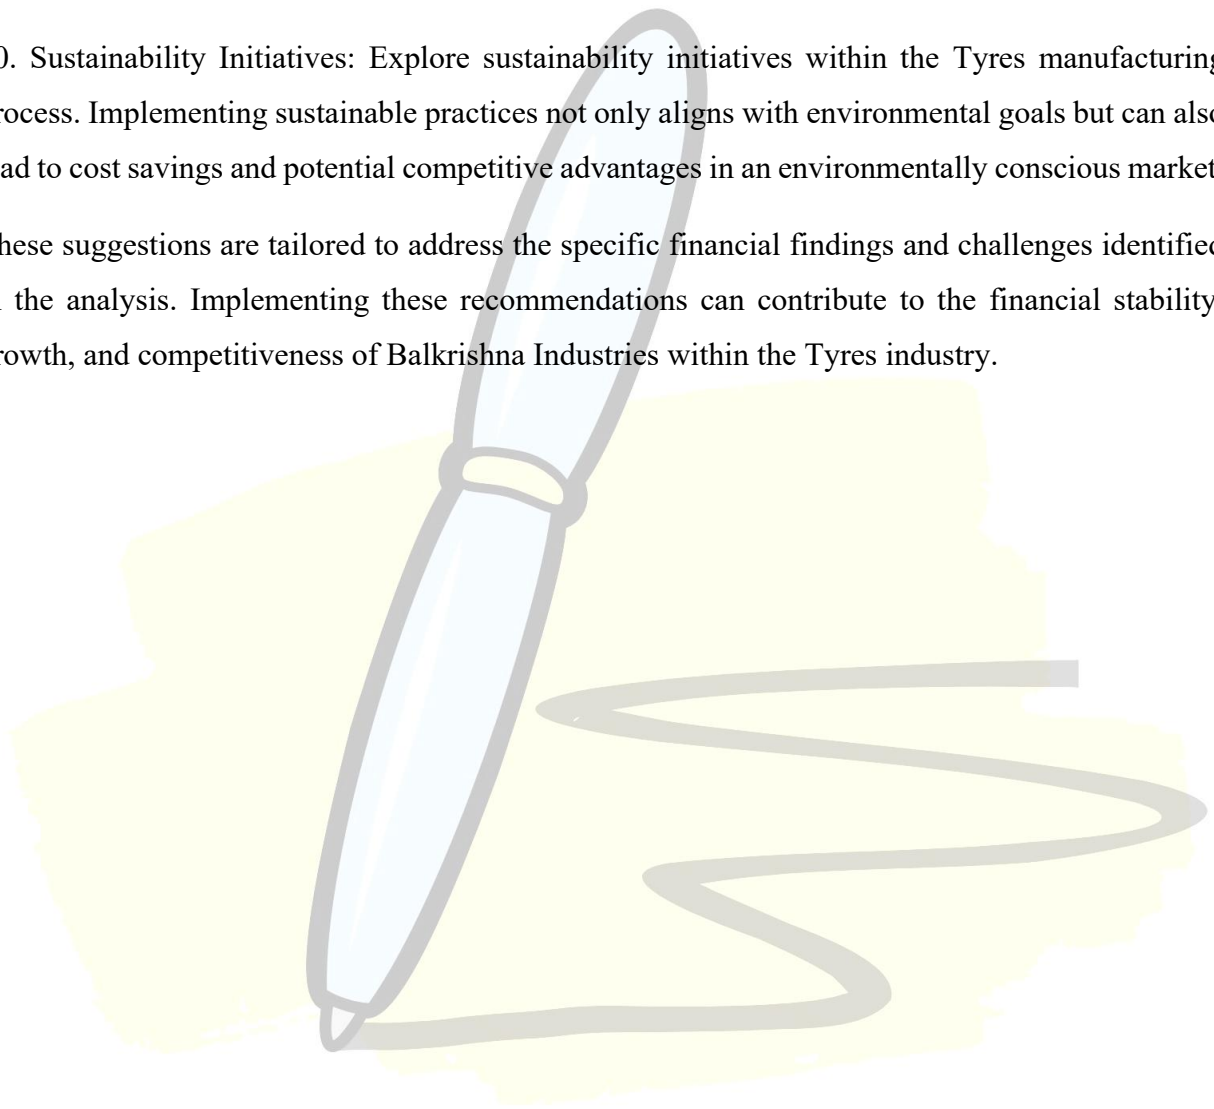 0. Sustainability Initiatives: Explore sustainability initiatives within the Tyres manufacturing
rocess. Implementing sustainable practices not only aligns with environmental goals but can also
ad to cost savings and potential competitive advantages in an environmentally conscious market
hese suggestions are tailored to address the specific financial findings and challenges identified
the analysis. Implementing these recommendations can contribute to the financial stability
rowth, and competitiveness of Balkrishna Industries within the Tyres industry.